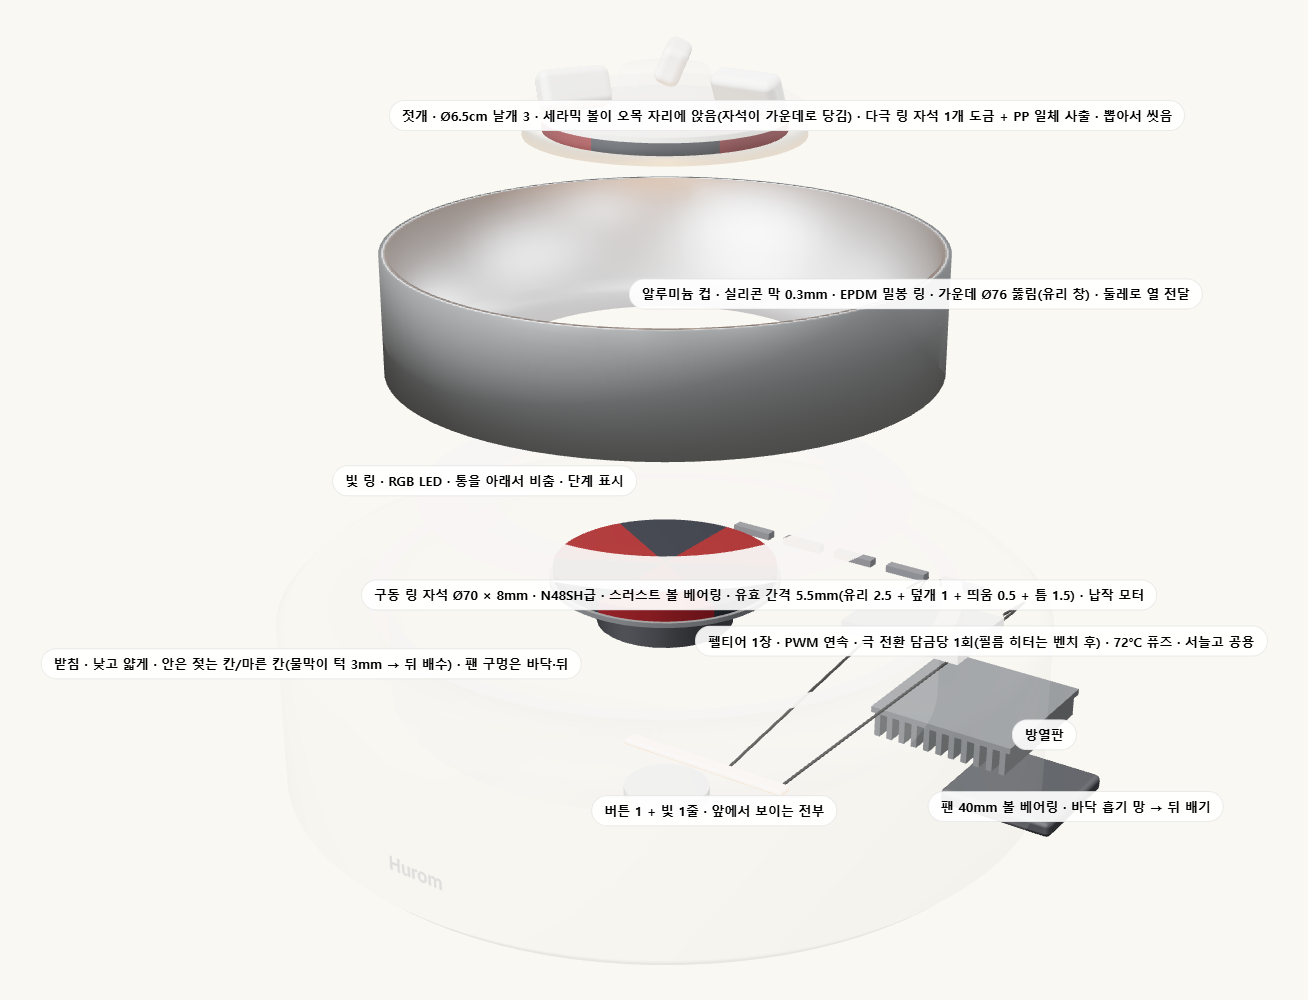 젓개 · Ø6.5cm 날개 3 · 세라믹 볼이 오목 자리에 앉음(자석이 가운데로 당김) · 다극 링 자석 1개 도금 + PP 일체 사출 · 뽑아서 씻음
알루미늄 컵 · 실리콘 막 0.3mm · EPDM 밀봉 링 · 가운데 Ø76 뚫림(유리 창) · 둘레로 열 전달
빛 링 · RGB LED · 통을 아래서 비춤 · 단계 표시
구동 링 자석 Ø70 × 8mm · N48SH급 · 스러스트 볼 베어링 · 유효 간격 5.5mm(유리 2.5 + 덮개 1 + 띄움 0.5 + 틈 1.5) · 납작 모터
펠티어 1장 · PWM 연속 · 극 전환 담금당 1회(필름 히터는 벤치 후) · 72°C 퓨즈 · 서늘고 공용
받침 · 낮고 얇게 · 안은 젖는 칸/마른 칸(물막이 턱 3mm → 뒤 배수) · 팬 구멍은 바닥·뒤
방열판
팬 40mm 볼 베어링 · 바닥 흡기 망 → 뒤 배기
버튼 1 + 빛 1줄 · 앞에서 보이는 전부
Hurom